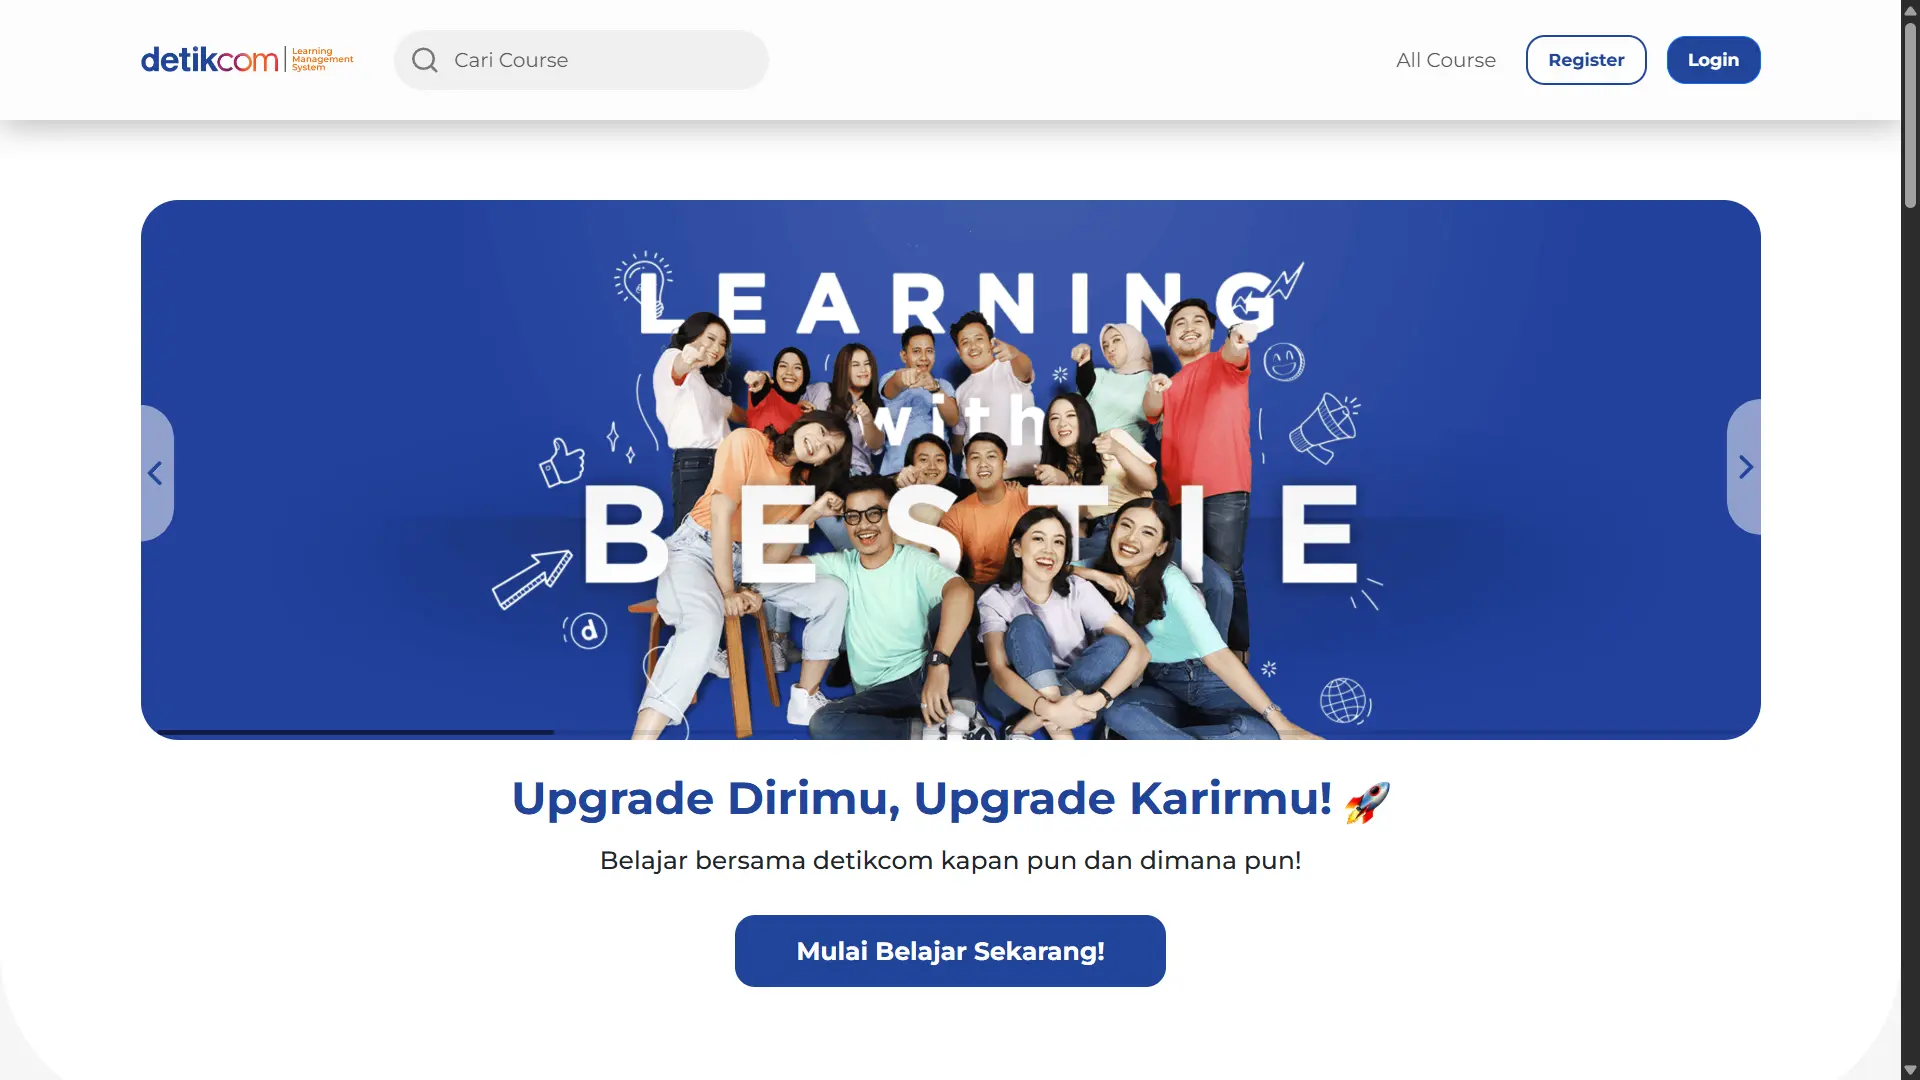 detikcom
Learning
Management
System
Cari Course
All Course
Register
Login
LEARNING
with
BESTIE
d
Upgrade Dirimu, Upgrade Karirmu! 🚀
Belajar bersama detikcom kapan pun dan dimana pun!
Mulai Belajar Sekarang!